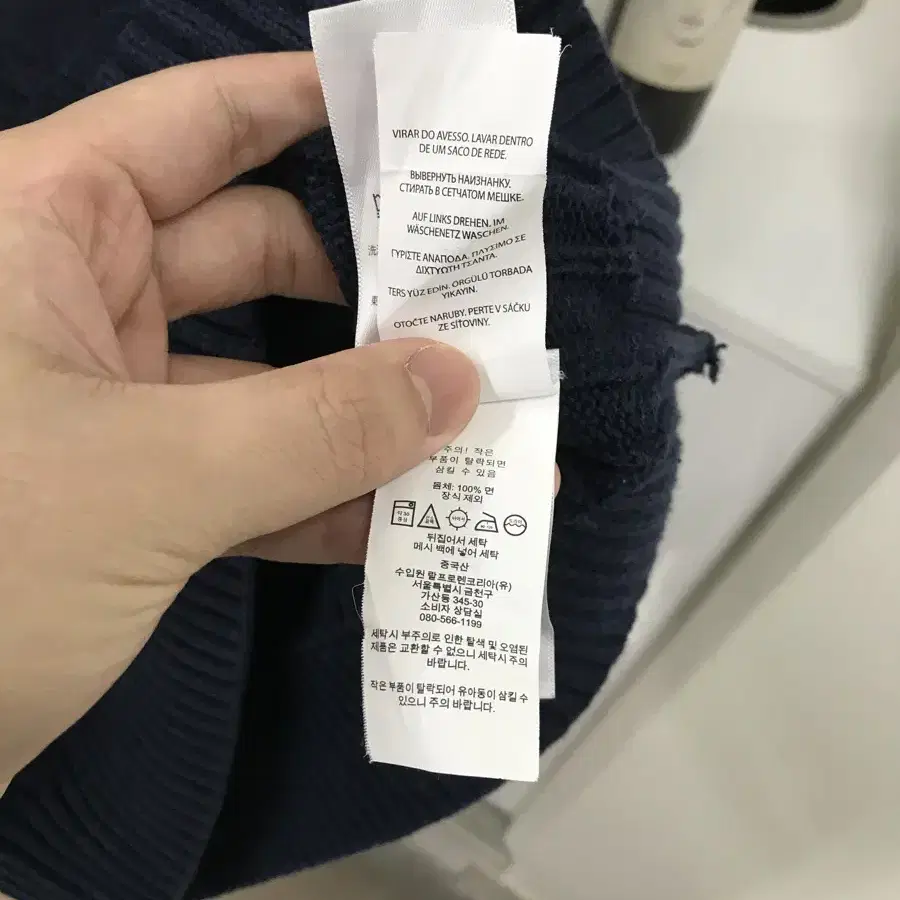 VIRAR DO AVESSO. LAVAR DENTRO
DE UM SACO DE REDE.
ВЫВЕРНУТЬ НАИЗНАНКУ.
СТИРАТЬ В СЕТЧАТОМ МЕШКЕ.
AUF LINKS DREHEN. IM
WÄSCHENETZ WASCHEN.
ΓΥΡΙΣΤΕ ΑΝΑΠΟΔΑ. ΠΛΥΣΙΜΟ ΣΕ
ΔΙΧΤΥΩΤΗ ΤΣΑΝΤΑ.
TERS YÜZ EDİN. ÖRGÜLÜ TORBADA
YIKAYIN.
OTOČTE NARUBY. PERTE V SÁČKU
ZE SÍŤOVINY.
주의! 작은
부품이 탈락되면
삼킬 수 있음
몸체: 100% 면
장식 제외
약 30
중성
뒤집어서 세탁
메시 백에 넣어 세탁
중국산
수입원 랄프로렌코리아(유)
서울특별시 금천구
가산동 345-30
소비자 상담실
080-566-1199
세탁시 부주의로 인한 탈색 및 오염된
제품은 교환할 수 없으니 세탁시 주의
바랍니다.
작은 부품이 탈락되어 유아동이 삼킬 수
있으니 주의 바랍니다.